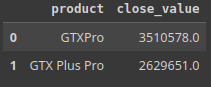 product close_value
0 GTXPro 3510578.0
1 GTX Plus Pro 2629651.0